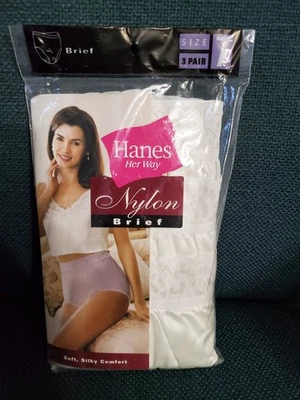 Brief
SIZE
3 PAIR
Hanes
Her Way
Nylon
Brief
Soft, Silky Comfort